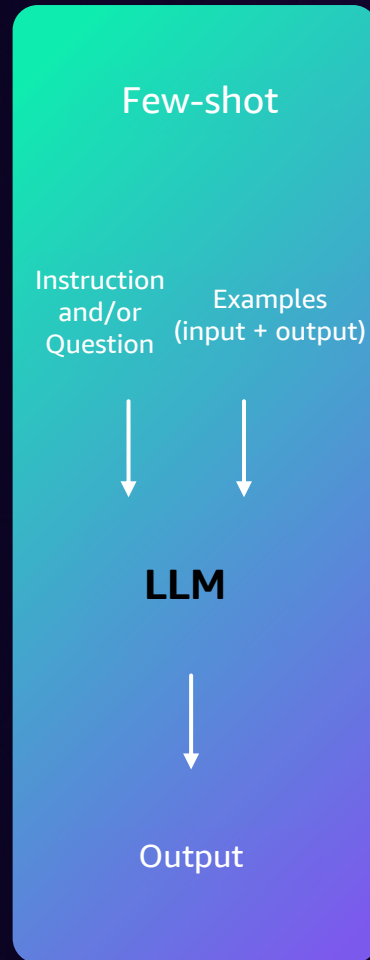 Few-shot
Instruction
and/or
Question
Examples
(input + output)
LLM
Output